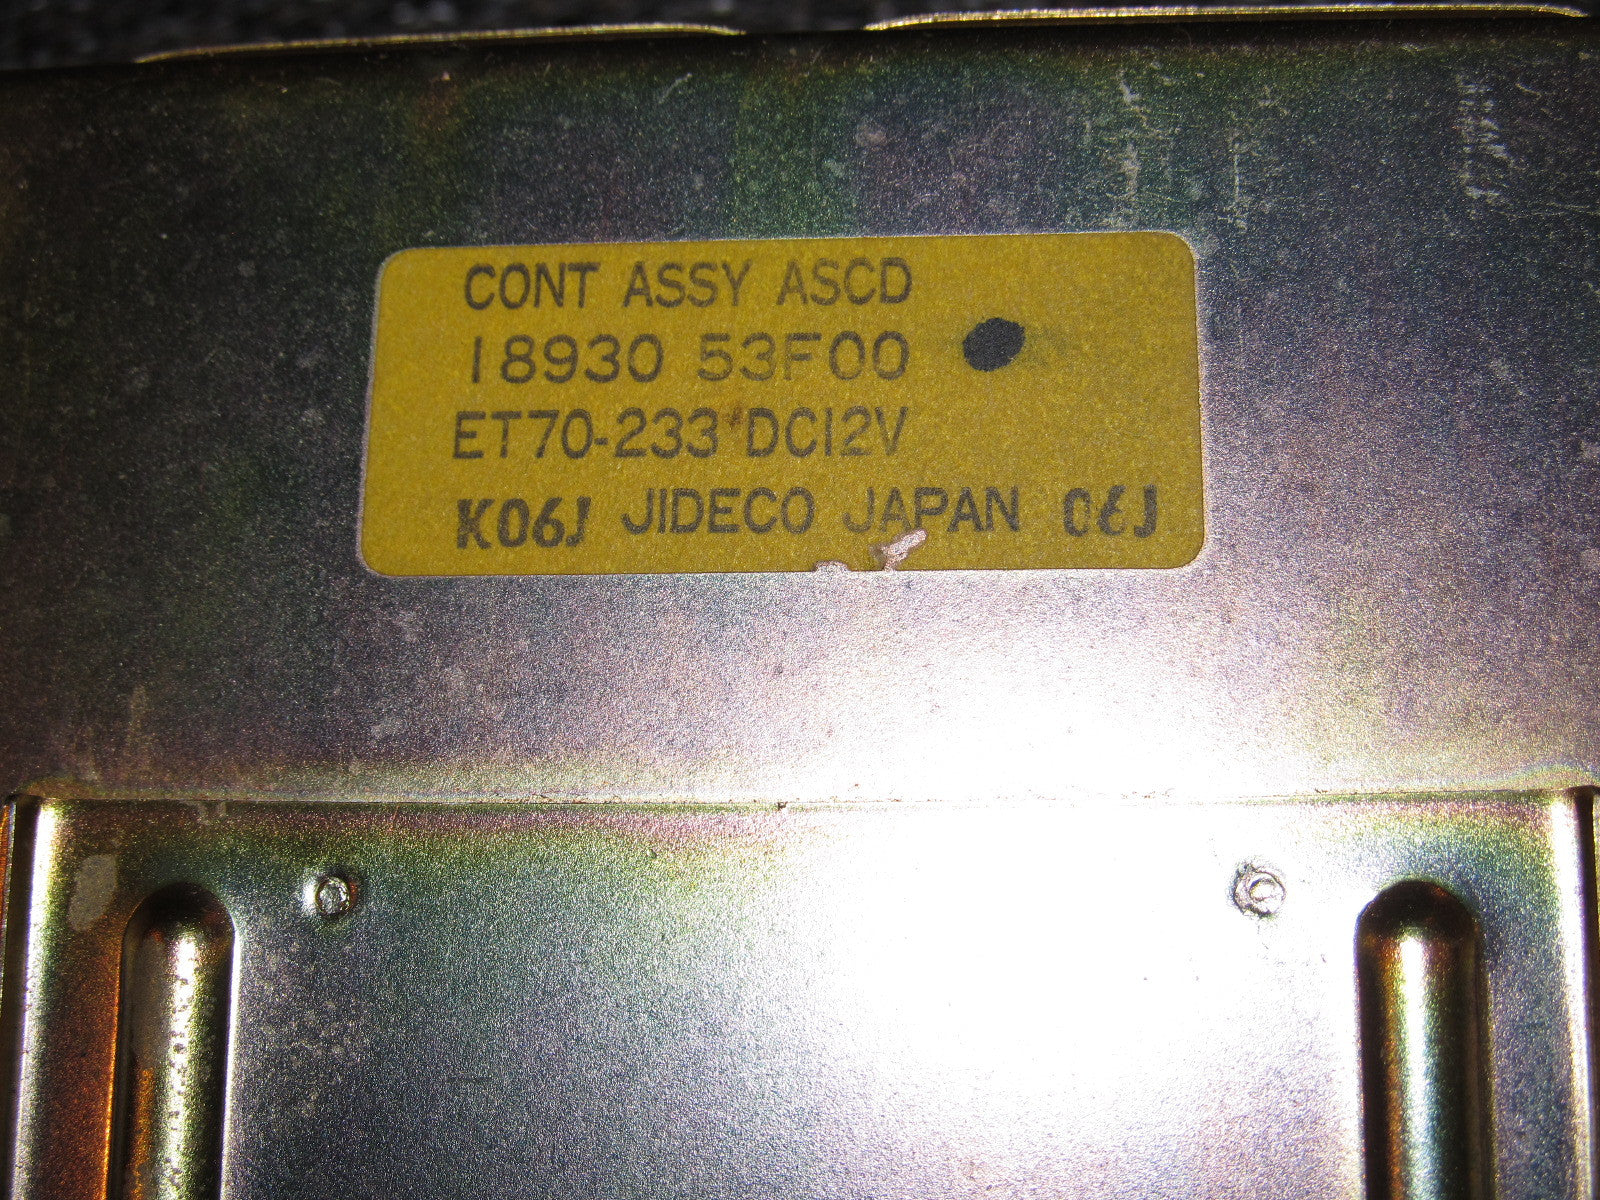 CONT ASSY ASCD
18930 53F00
ET70-233 DC12V
K06J JIDECO JAPAN 06J